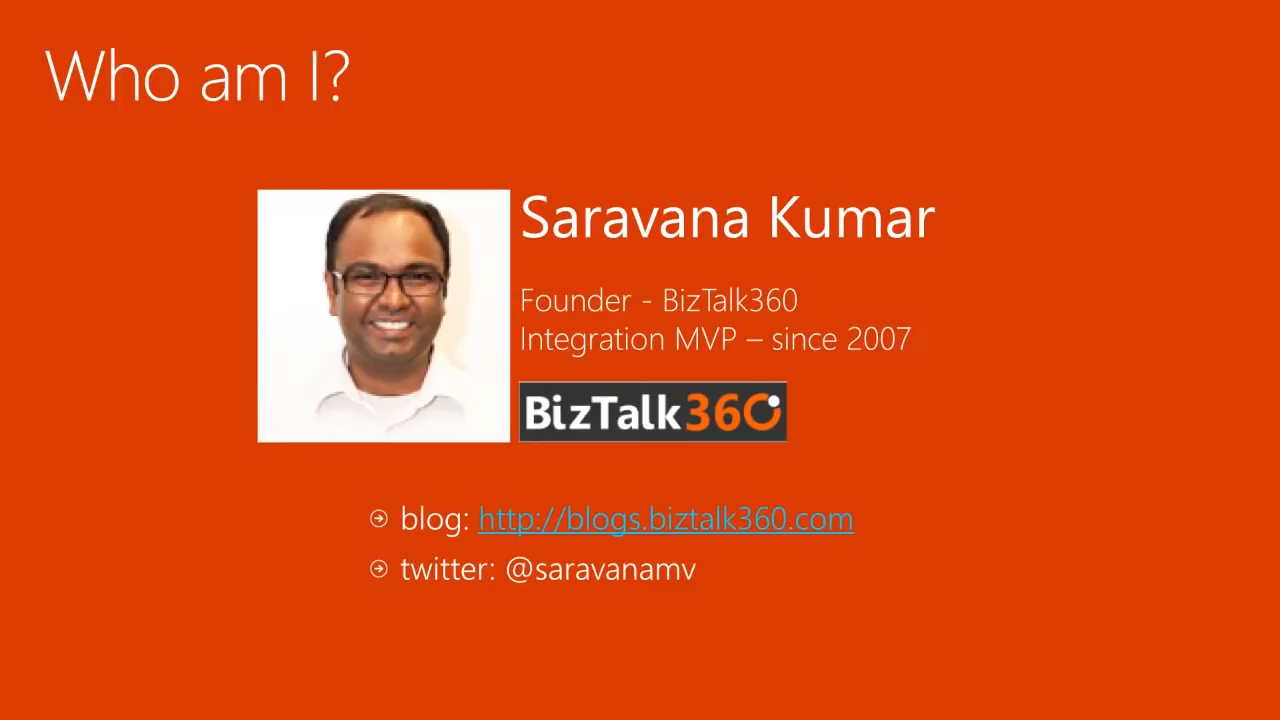 Who am I?
Saravana Kumar
Founder - BizTalk360
Integration MVP – since 2007
BizTalk360
blog: http://blogs.biztalk360.com
twitter: @saravanamv